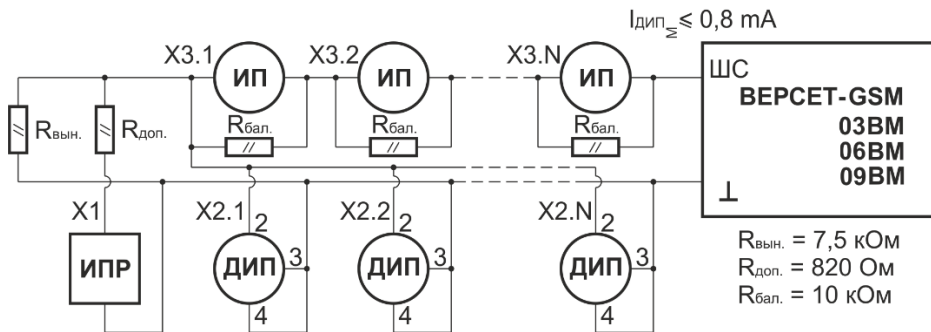 IДИПм ⩽ 0,8 mA
X3.1 ИП X3.2 ИП X3.N ИП ШС
ВЕРСЕТ-GSM
03ВМ
06ВМ
09ВМ
⊥
Rвын. Rдоп. Rбал. Rбал. Rбал.
X1 X2.1 2 X2.2 2 X2.N 2
ИПР ДИП 3 ДИП 3 ДИП 3
4 4 4
Rвын. = 7,5 кОм
Rдоп. = 820 Ом
Rбал. = 10 кОм